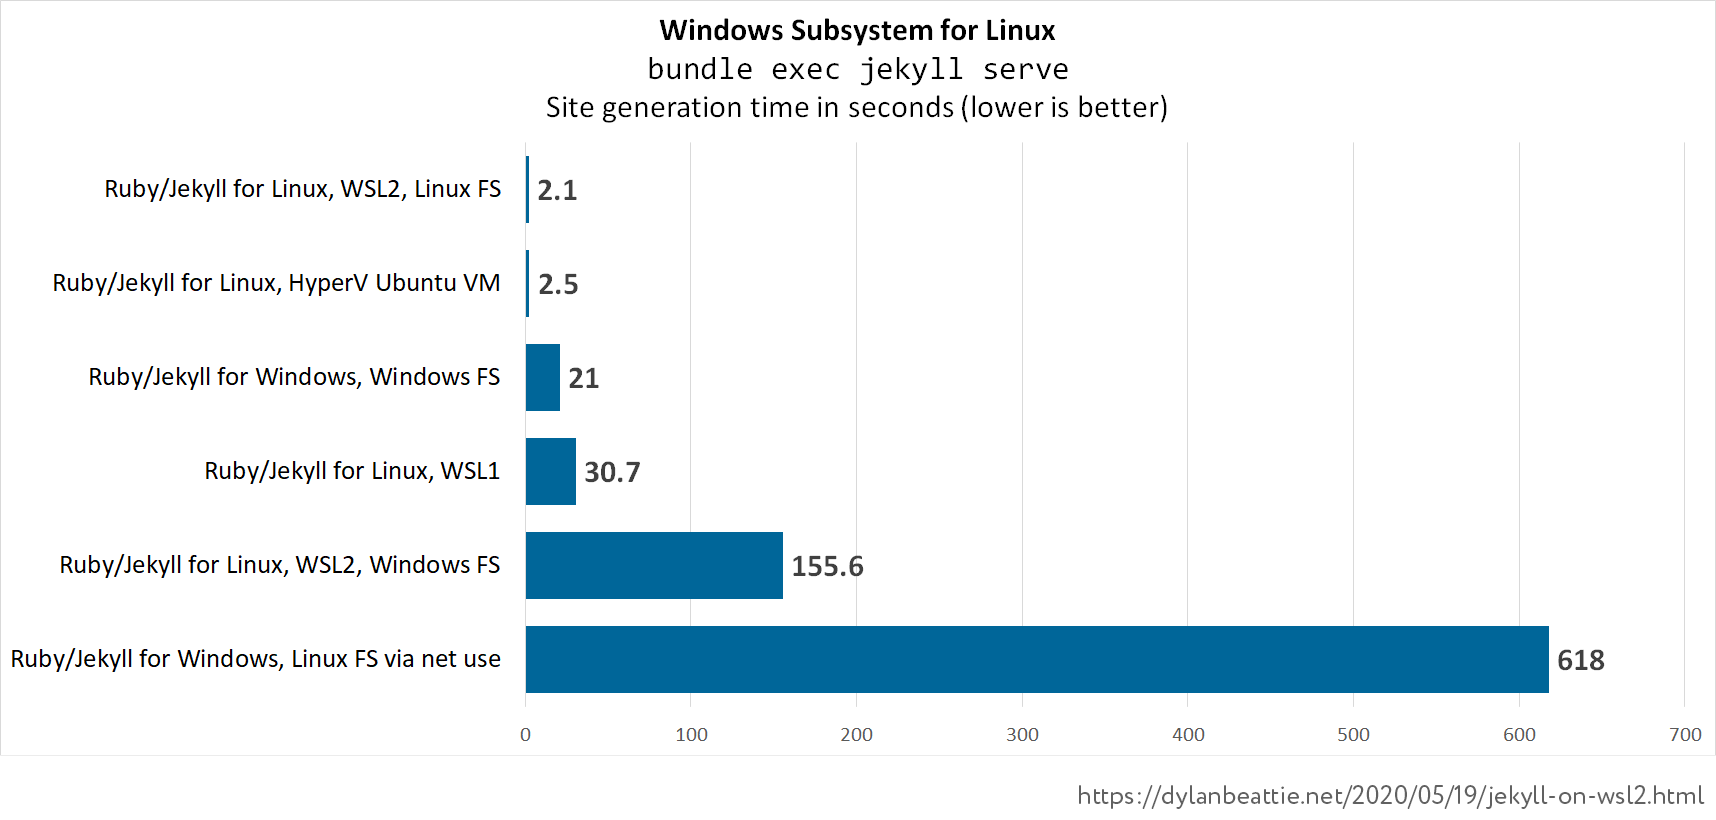 Windows Subsystem for Linux
bundle exec jekyll serve
Site generation time in seconds (lower is better)
Ruby/Jekyll for Linux, WSL2, Linux FS 2.1
Ruby/Jekyll for Linux, HyperV Ubuntu VM 2.5
Ruby/Jekyll for Windows, Windows FS 21
Ruby/Jekyll for Linux, WSL1 30.7
Ruby/Jekyll for Linux, WSL2, Windows FS 155.6
Ruby/Jekyll for Windows, Linux FS via net use 618
0 100 200 300 400 500 600 700
https://dylanbeattie.net/2020/05/19/jekyll-on-wsl2.html